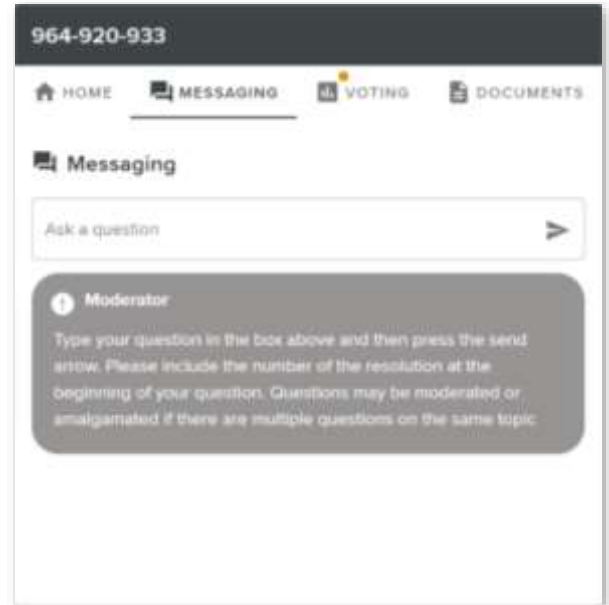 964-920-933
HOME MESSAGING VOTING DOCUMENTS
Messaging
Ask a question
Moderator
Type your question in the box above and then press the send
arrow. Please include the number of the resolution at the
beginning of your question. Questions may be moderated or
amalgamated if there are multiple questions on the same topic